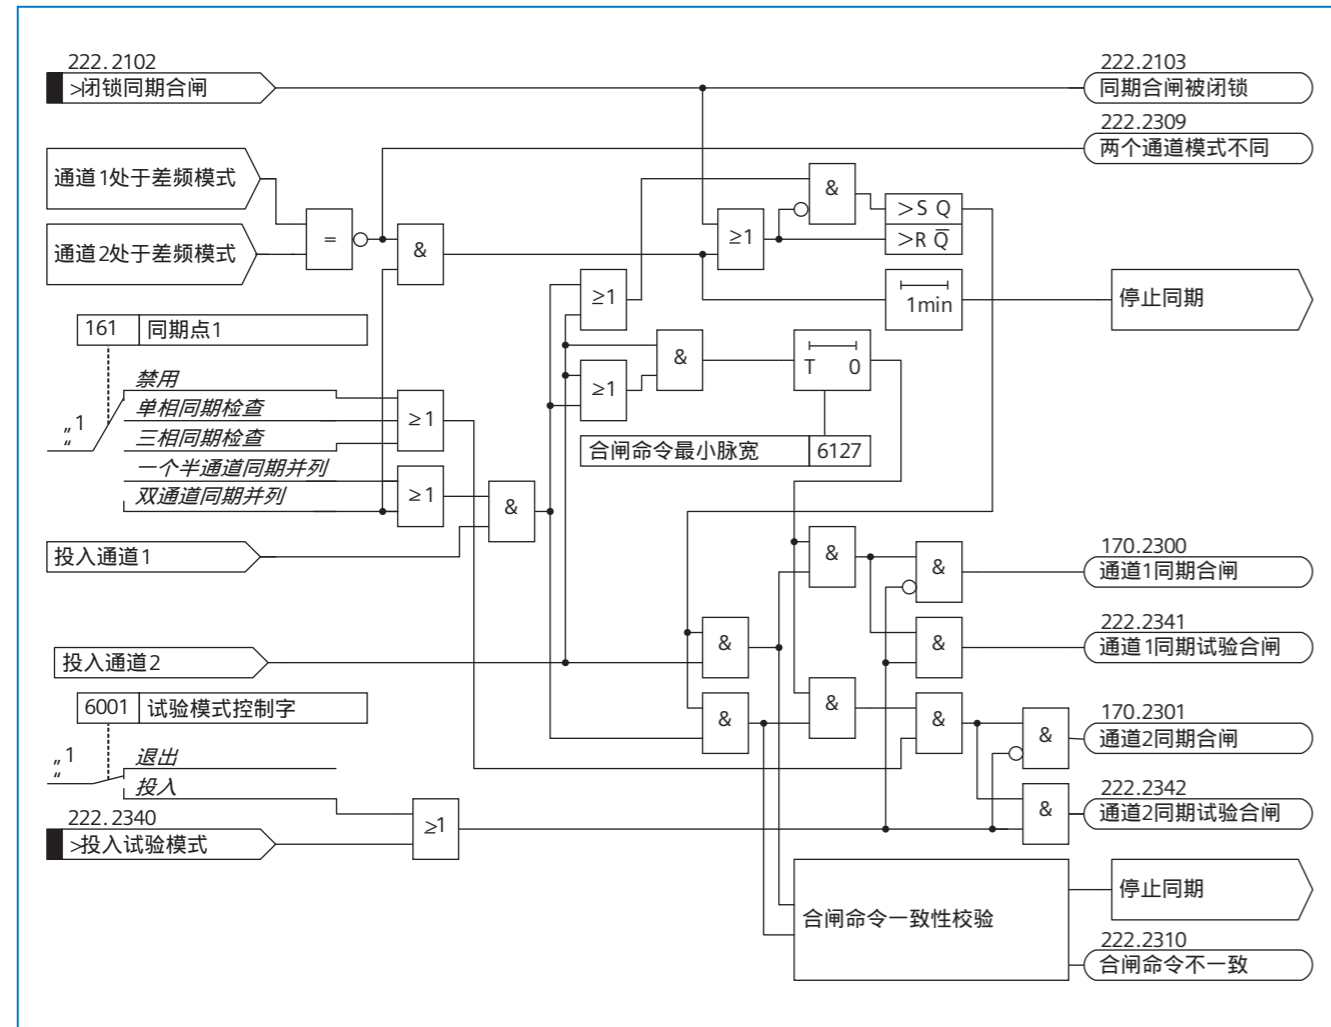 222.2102
>闭锁同期合闸
222.2103
同期合闸被闭锁
222.2309
两个通道模式不同
通道1处于差频模式
通道2处于差频模式
=
&
&
≥1
>S Q
>R Q̅
≥1
1min
停止同期
161 同期点1
禁用
单相同期检查
三相同期检查
一个半通道同期并列
双通道同期并列
„1
“
≥1
≥1
&
≥1
&
T 0
合闸命令最小脉宽 6127
投入通道1
&
&
170.2300
通道1同期合闸
投入通道2
&
&
222.2341
通道1同期试验合闸
6001 试验模式控制字
„1
“
退出
投入
&
&
&
&
170.2301
通道2同期合闸
222.2340
>投入试验模式
≥1
&
222.2342
通道2同期试验合闸
合闸命令一致性校验
停止同期
222.2310
合闸命令不一致